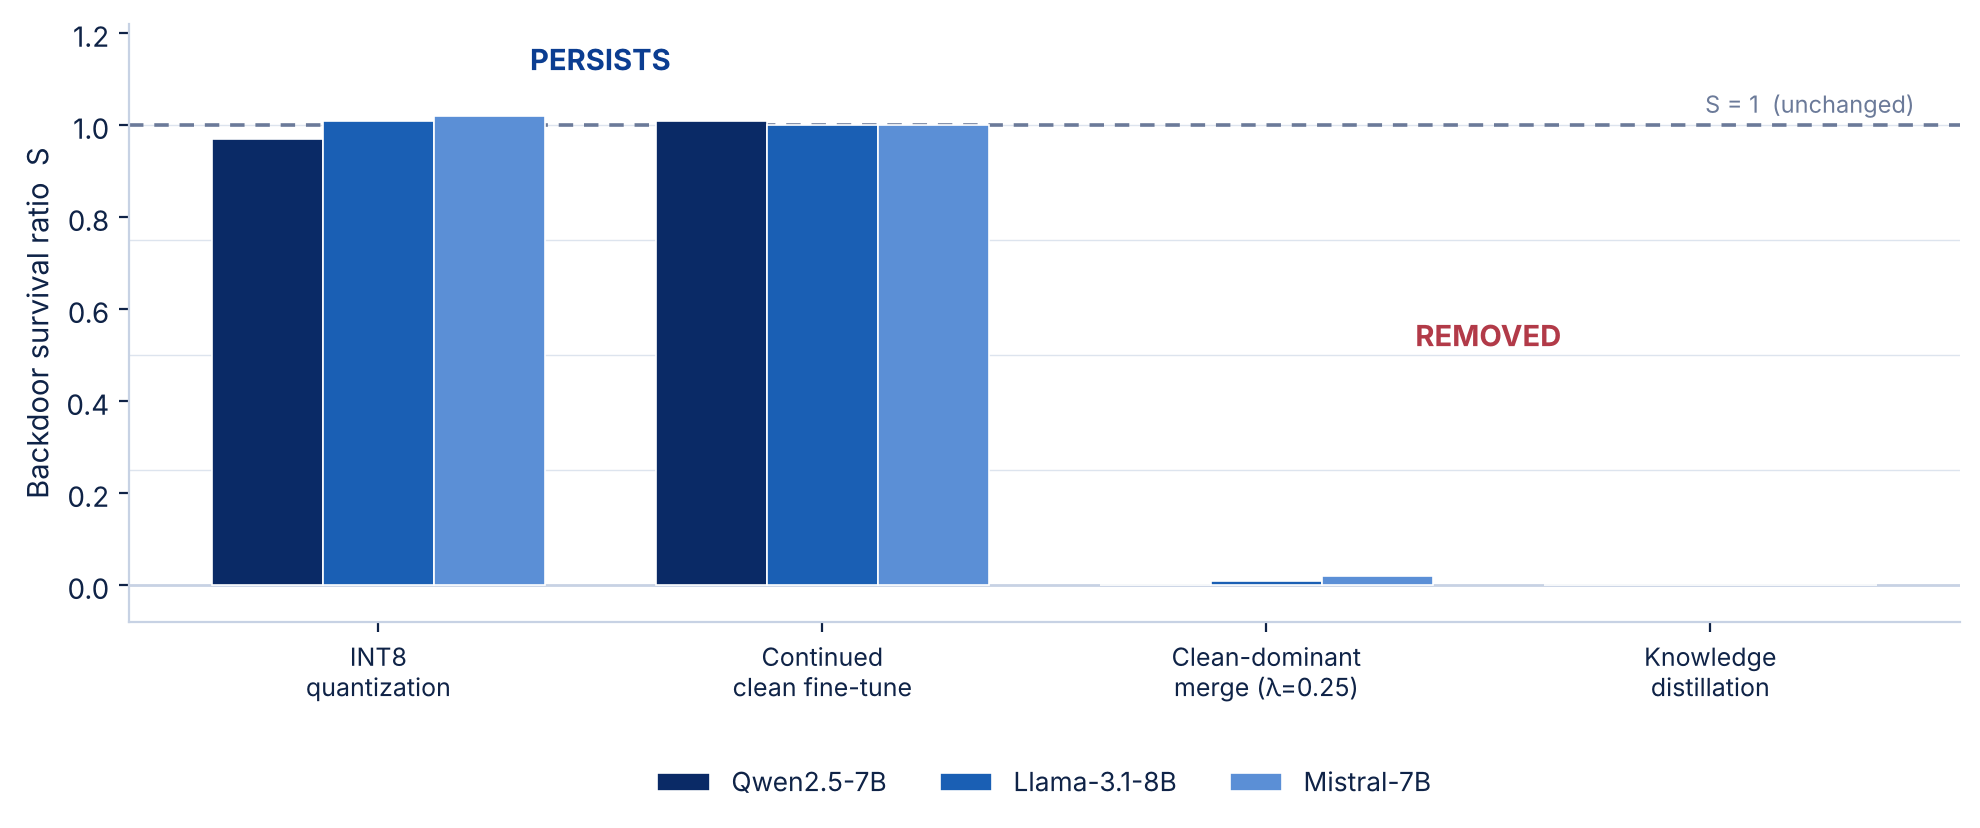 1.2
1.0
0.8
0.6
0.4
0.2
0.0
Backdoor survival ratio S
PERSISTS
S = 1 (unchanged)
REMOVED
INT8
quantization
Continued
clean fine-tune
Clean-dominant
merge (λ=0.25)
Knowledge
distillation
Qwen2.5-7B
Llama-3.1-8B
Mistral-7B